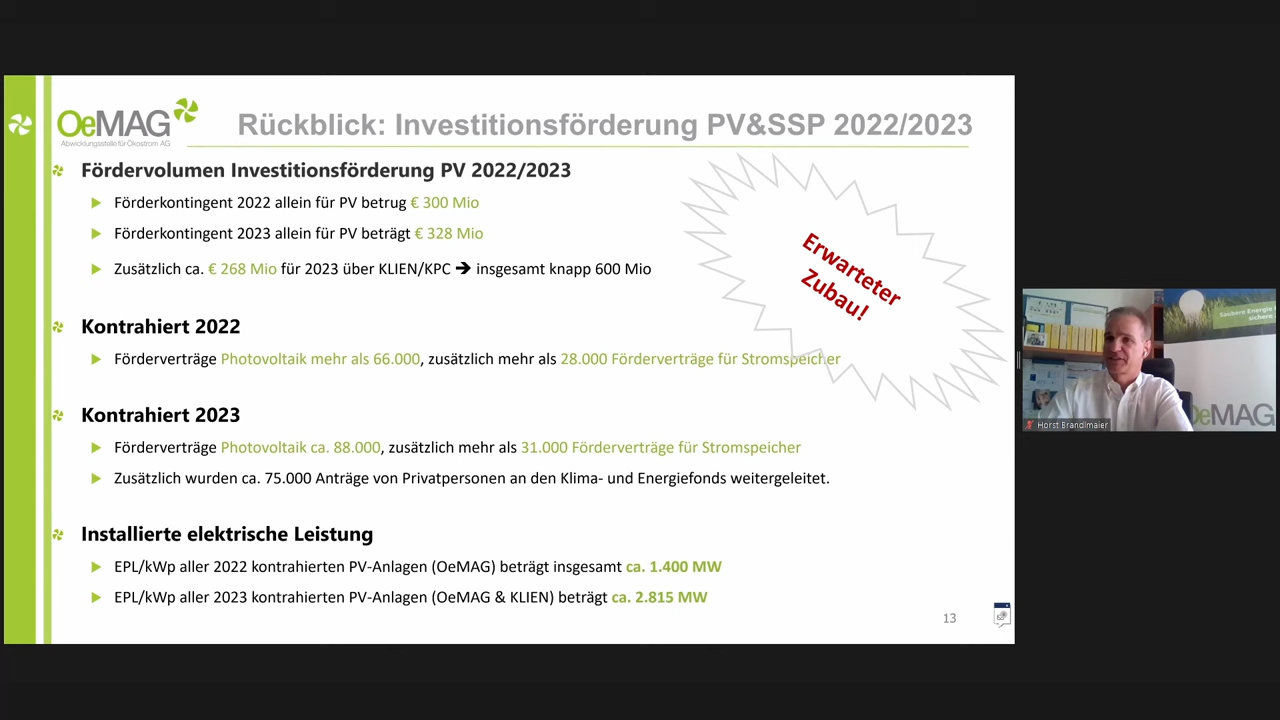 OeMAG
Abwicklungsstelle für Ökostrom AG
Rückblick: Investitionsförderung PV&SSP 2022/2023
Fördervolumen Investitionsförderung PV 2022/2023
Förderkontingent 2022 allein für PV betrug € 300 Mio
Förderkontingent 2023 allein für PV beträgt € 328 Mio
Zusätzlich ca. € 268 Mio für 2023 über KLIEN/KPC 🡺 insgesamt knapp 600 Mio
Erwarteter
Zubau!
Kontrahiert 2022
Förderverträge Photovoltaik mehr als 66.000, zusätzlich mehr als 28.000 Förderverträge für Stromspeicher
Kontrahiert 2023
Förderverträge Photovoltaik ca. 88.000, zusätzlich mehr als 31.000 Förderverträge für Stromspeicher
Zusätzlich wurden ca. 75.000 Anträge von Privatpersonen an den Klima- und Energiefonds weitergeleitet.
Installierte elektrische Leistung
EPL/kWp aller 2022 kontrahierten PV-Anlagen (OeMAG) beträgt insgesamt ca. 1.400 MW
EPL/kWp aller 2023 kontrahierten PV-Anlagen (OeMAG & KLIEN) beträgt ca. 2.815 MW
13
Saubere Energie
sichere
OeMAG
Horst Brandlmaier